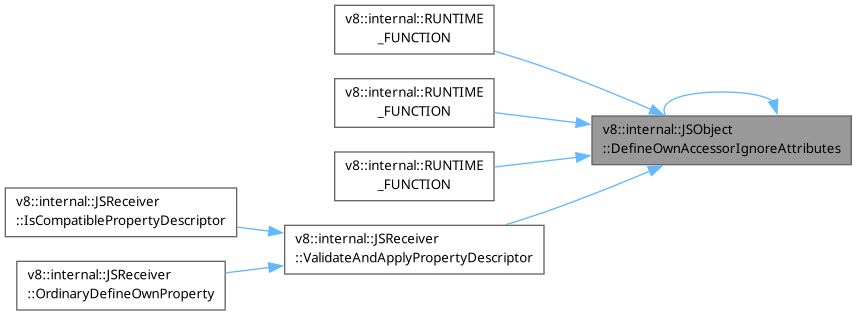 v8::internal::RUNTIME
_FUNCTION
v8::internal::RUNTIME
_FUNCTION
v8::internal::JSObject
::DefineOwnAccessorIgnoreAttributes
v8::internal::RUNTIME
_FUNCTION
v8::internal::JSReceiver
::IsCompatiblePropertyDescriptor
v8::internal::JSReceiver
::ValidateAndApplyPropertyDescriptor
v8::internal::JSReceiver
::OrdinaryDefineOwnProperty